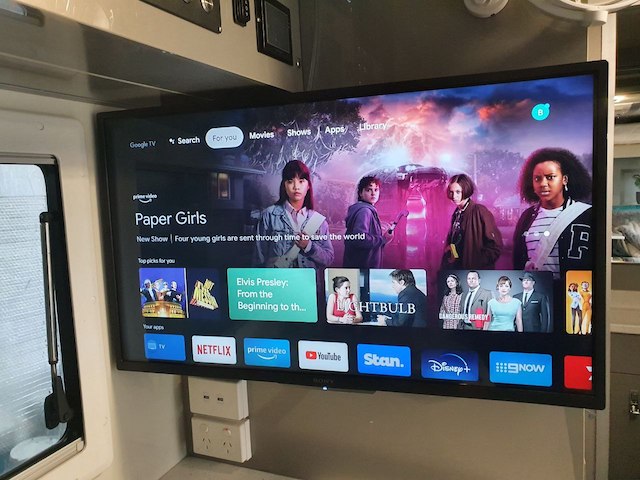 Google TV Search For you Movies Shows Apps Library
B
prime video
Paper Girls
New Show | Four young girls are sent through time to save the world
Top picks for you
Elvis Presley:
From the
Beginning to th...
LIGHTBULB
DANGEROUS REMEDY
Your apps
TV NETFLIX prime video YouTube Stan. Disney+ 9NOW
SONY
P